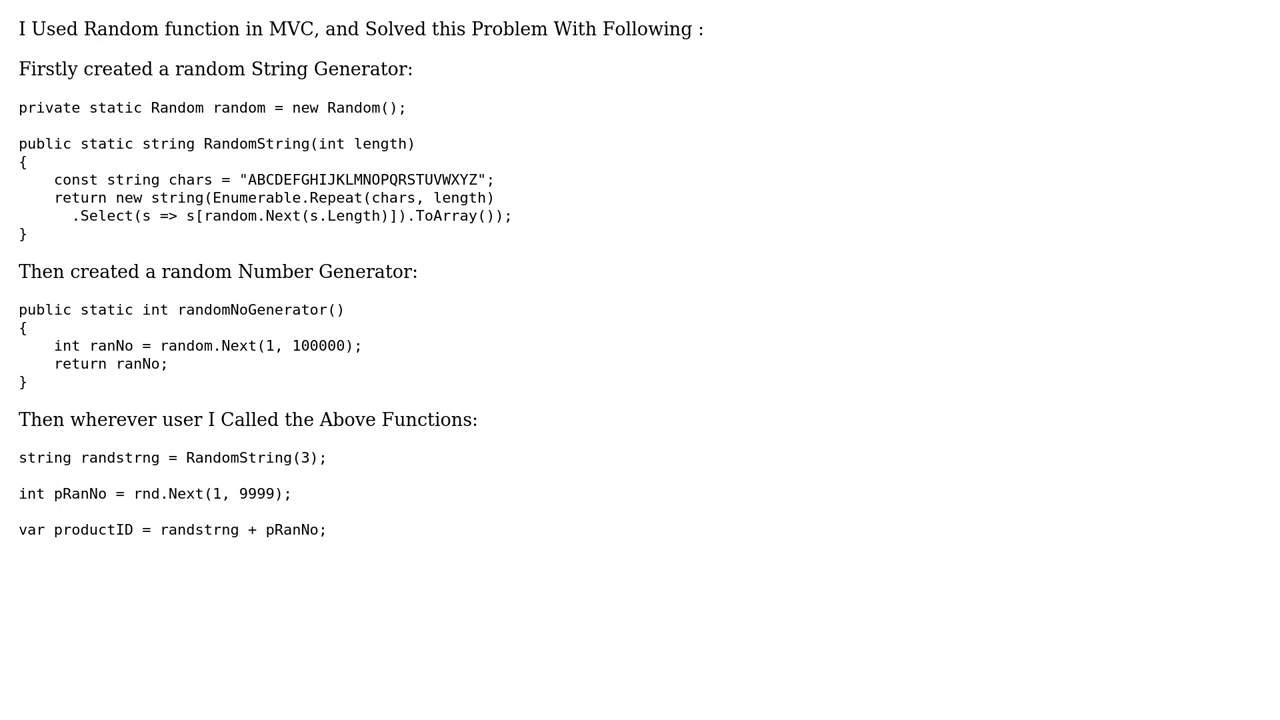 I Used Random function in MVC, and Solved this Problem With Following :
Firstly created a random String Generator:
private static Random random = new Random();
public static string RandomString(int length)
{
    const string chars = "ABCDEFGHIJKLMNOPQRSTUVWXYZ";
    return new string(Enumerable.Repeat(chars, length)
      .Select(s => s[random.Next(s.Length)]).ToArray());
}
Then created a random Number Generator:
public static int randomNoGenerator()
{
    int ranNo = random.Next(1, 100000);
    return ranNo;
}
Then wherever user I Called the Above Functions:
string randstrng = RandomString(3);
int pRanNo = rnd.Next(1, 9999);
var productID = randstrng + pRanNo;